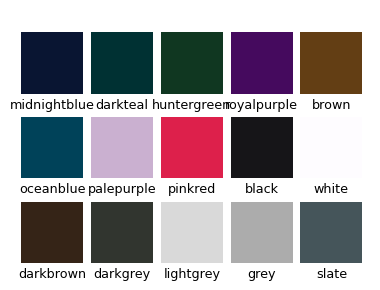 midnightblue darkteal huntergreen royalpurple brown
oceanblue palepurple pinkred black white
darkbrown darkgrey lightgrey grey slate